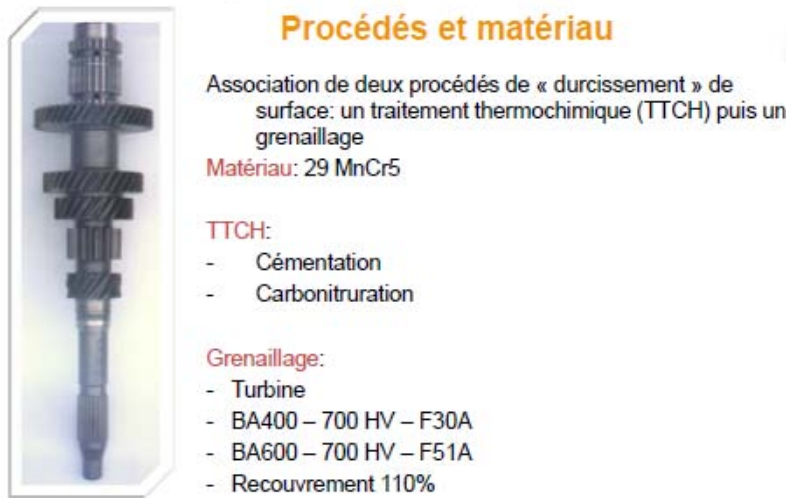 Procédés et matériau
Association de deux procédés de « durcissement » de
surface: un traitement thermochimique (TTCH) puis un
grenaillage
Matériau: 29 MnCr5
TTCH:
- Cémentation
- Carbonitruration
Grenaillage:
- Turbine
- BA400 – 700 HV – F30A
- BA600 – 700 HV – F51A
- Recouvrement 110%